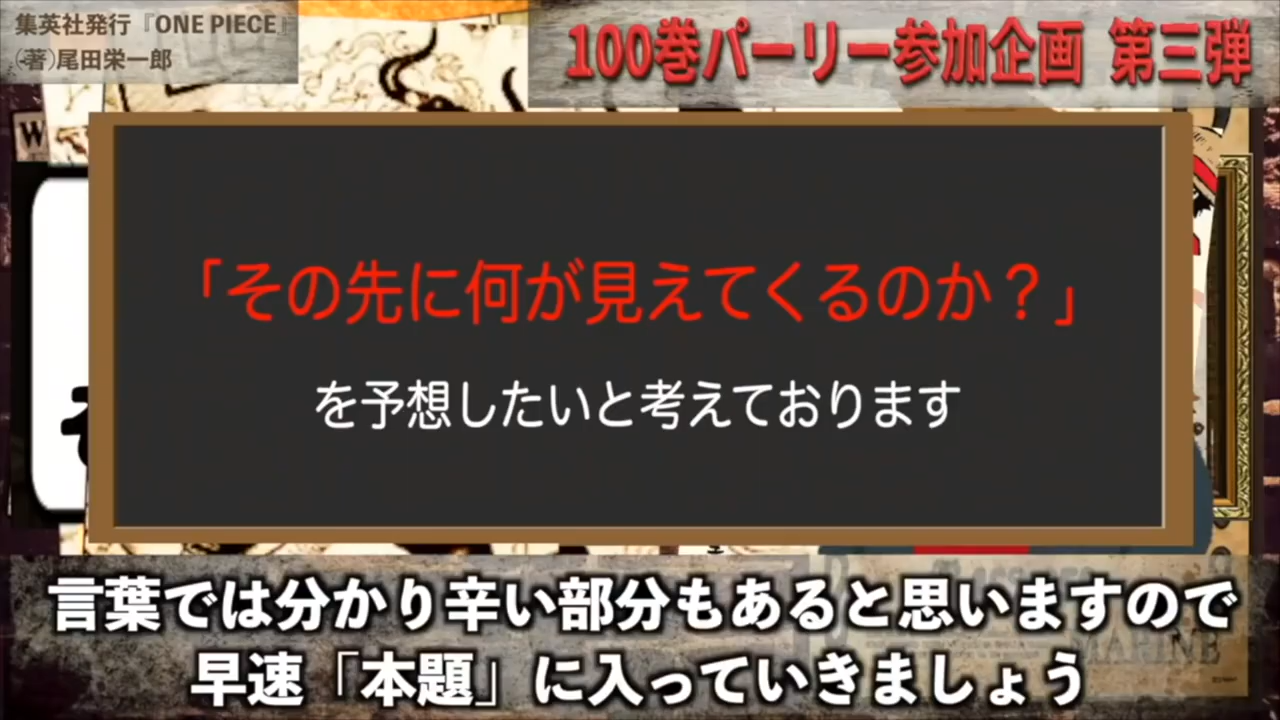 集英社発行『ONE PIECE』
(著)尾田栄一郎
100巻パーリー参加企画 第三弾
W
「その先に何が見えてくるのか？」
を予想したいと考えております
MARINE
言葉では分かり辛い部分もあると思いますので
早速「本題」に入っていきましょう